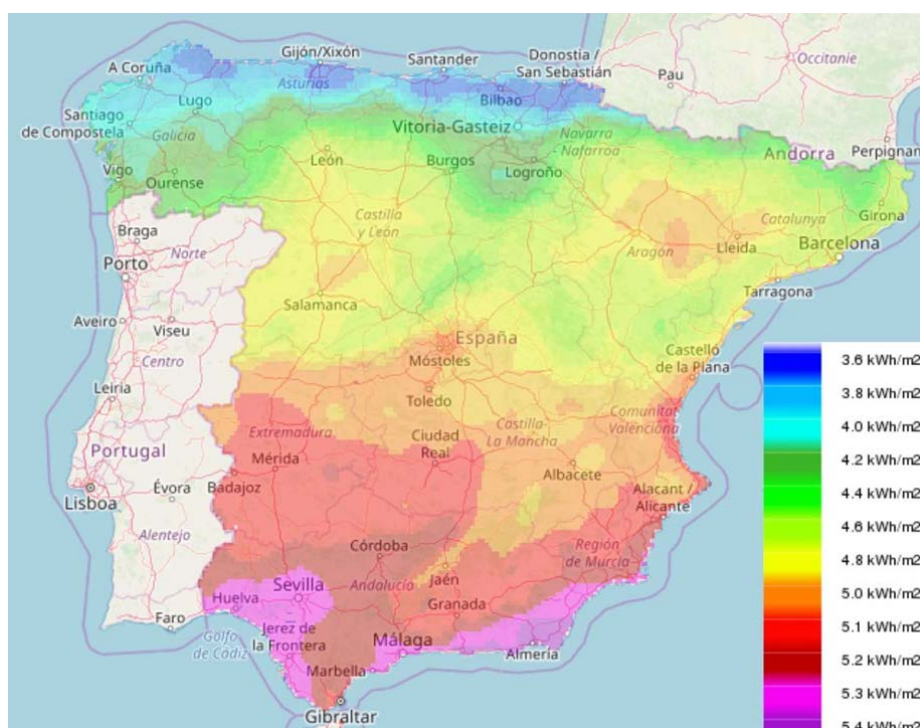 Gijón/Xixón
Santander
Donostia /
San Sebastián
Occitanie
A Coruña
Asturias
Pau
Bilbao
Lugo
Santiago
de Compostela
Vitoria-Gasteiz
Galicia
Navarra
Nafarroa
Andorra
Perpignan
León
Burgos
Logroño
Vigo
Ourense
Girona
Castilla
y León
Catalunya
Braga
Norte
Aragón
Lleida
Barcelona
Porto
Tarragona
Salamanca
Aveiro
Viseu
España
Móstoles
Centro
Castelló
de la Plana
Leiria
Toledo
Comunitat
Valenciana
Extremadura
Castilla-
La Mancha
Ciudad
Real
Portugal
Mérida
Albacete
Badajoz
Lisboa
Évora
Alacant /
Alicante
Alentejo
Córdoba
Región
de Murcia
Sevilla
Andalucía
Jaén
Huelva
Granada
Faro
Golfo
de Cádiz
Jerez de
la Frontera
Málaga
Almería
Marbella
Gibraltar
3.6 kWh/m2
3.8 kWh/m2
4.0 kWh/m2
4.2 kWh/m2
4.4 kWh/m2
4.6 kWh/m2
4.8 kWh/m2
5.0 kWh/m2
5.1 kWh/m2
5.2 kWh/m2
5.3 kWh/m2
5.4 kWh/m2